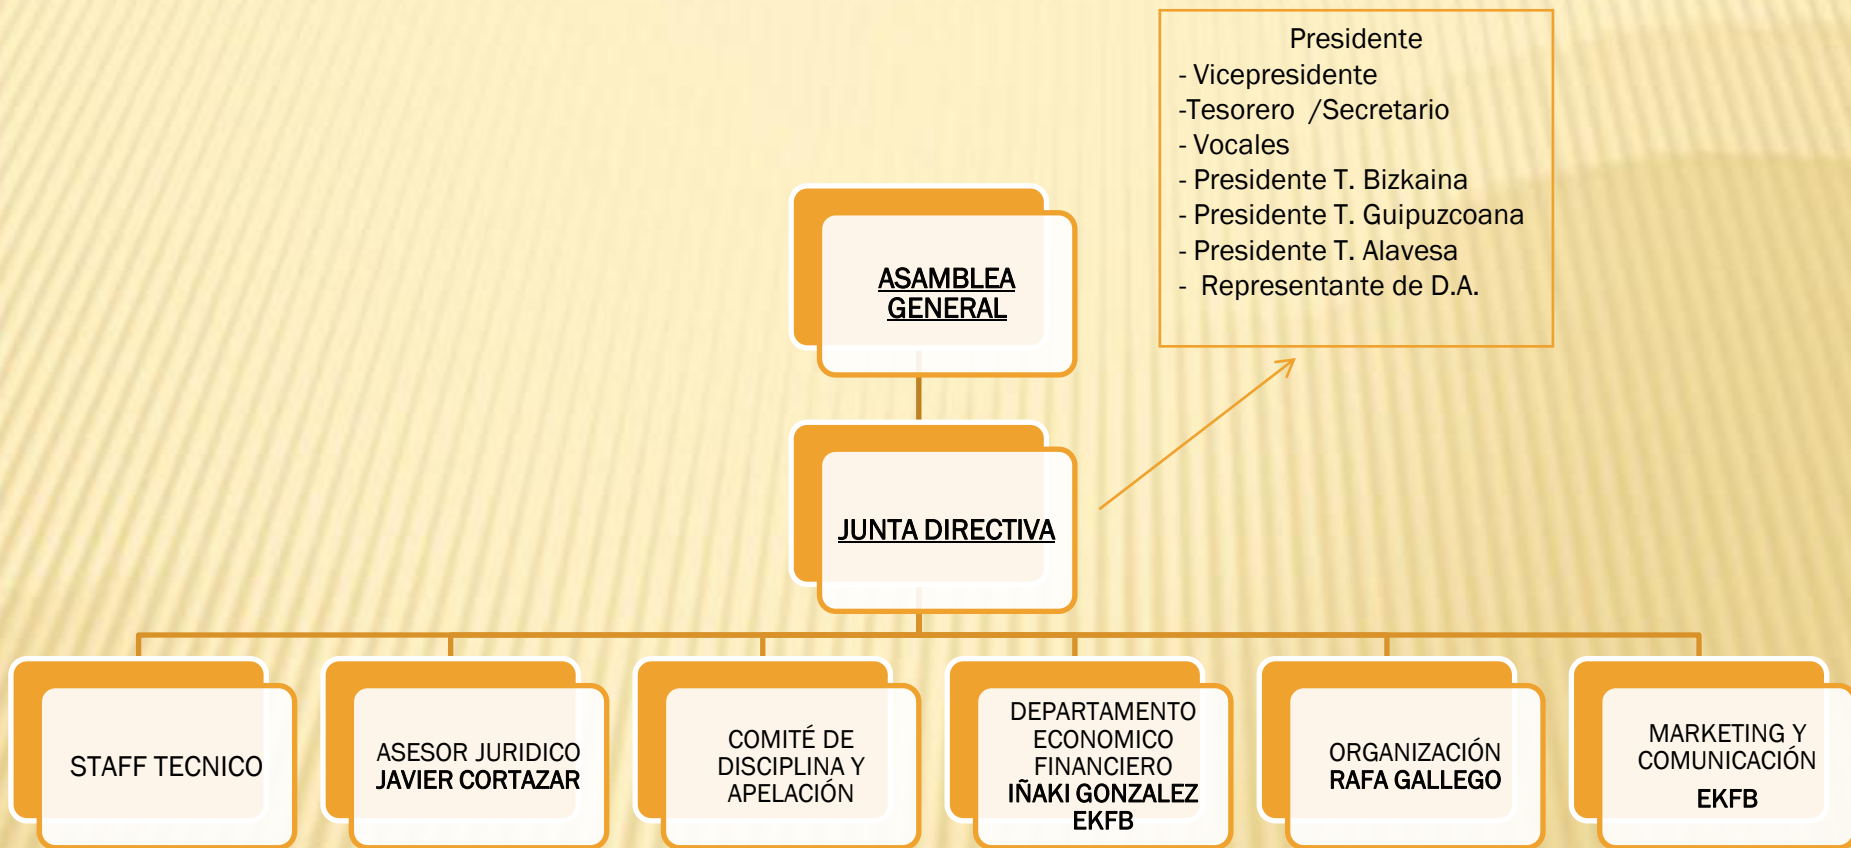 Presidente
- Vicepresidente
-Tesorero /Secretario
- Vocales
- Presidente T. Bizkaina
- Presidente T. Guipuzcoana
- Presidente T. Alavesa
- Representante de D.A.
ASAMBLEA
GENERAL
JUNTA DIRECTIVA
STAFF TECNICO
ASESOR JURIDICO
JAVIER CORTAZAR
COMITÉ DE
DISCIPLINA Y
APELACIÓN
DEPARTAMENTO
ECONOMICO
FINANCIERO
IÑAKI GONZALEZ
EKFB
ORGANIZACIÓN
RAFA GALLEGO
MARKETING Y
COMUNICACIÓN
EKFB